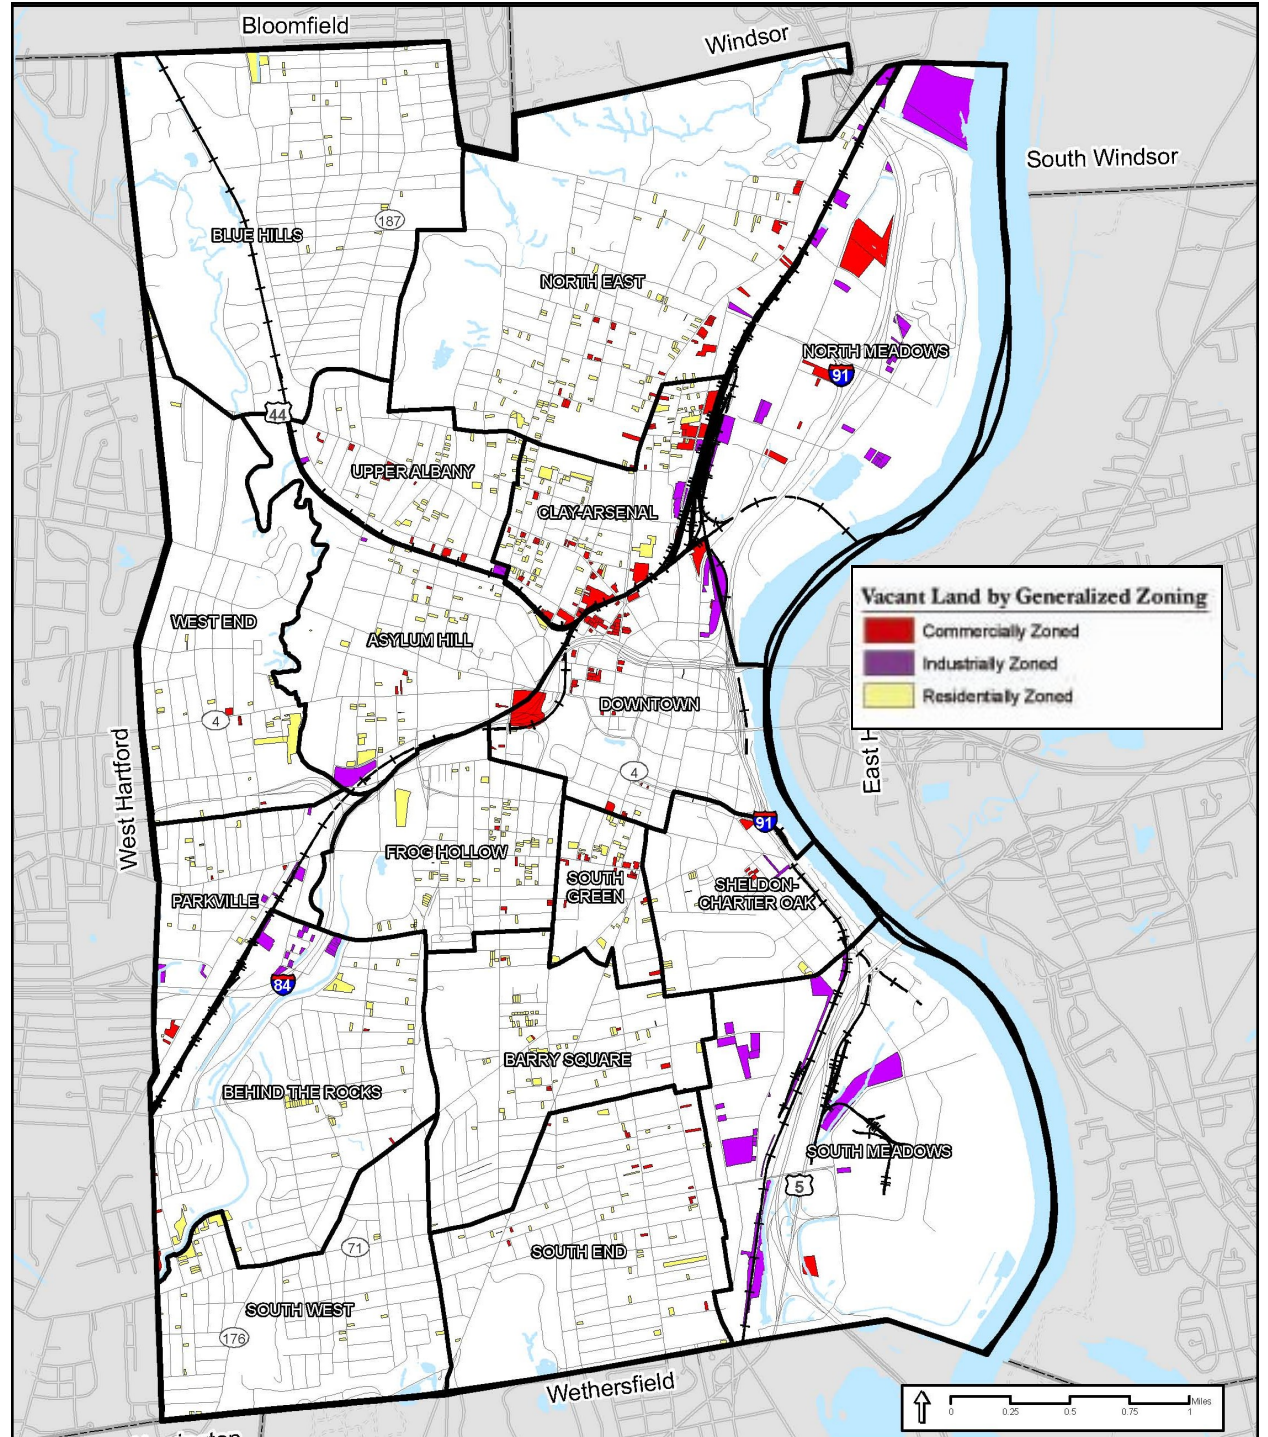 Bloomfield
Windsor
South Windsor
187
BLUE HILLS
NORTH EAST
NORTH MEADOWS
91
44
UPPER ALBANY
CLAY-ARSENAL
Vacant Land by Generalized Zoning
Commercially Zoned
Industrially Zoned
Residentially Zoned
WEST END
ASYLUM HILL
DOWNTOWN
4
4
West Hartford
East H
91
FROG HOLLOW
SOUTH
GREEN
SHELDON-
CHARTER OAK
PARKVILLE
84
BARRY SQUARE
BEHIND THE ROCKS
SOUTH MEADOWS
5
71
SOUTH END
SOUTH WEST
176
Wethersfield
0
0.25
0.5
0.75
1
Miles